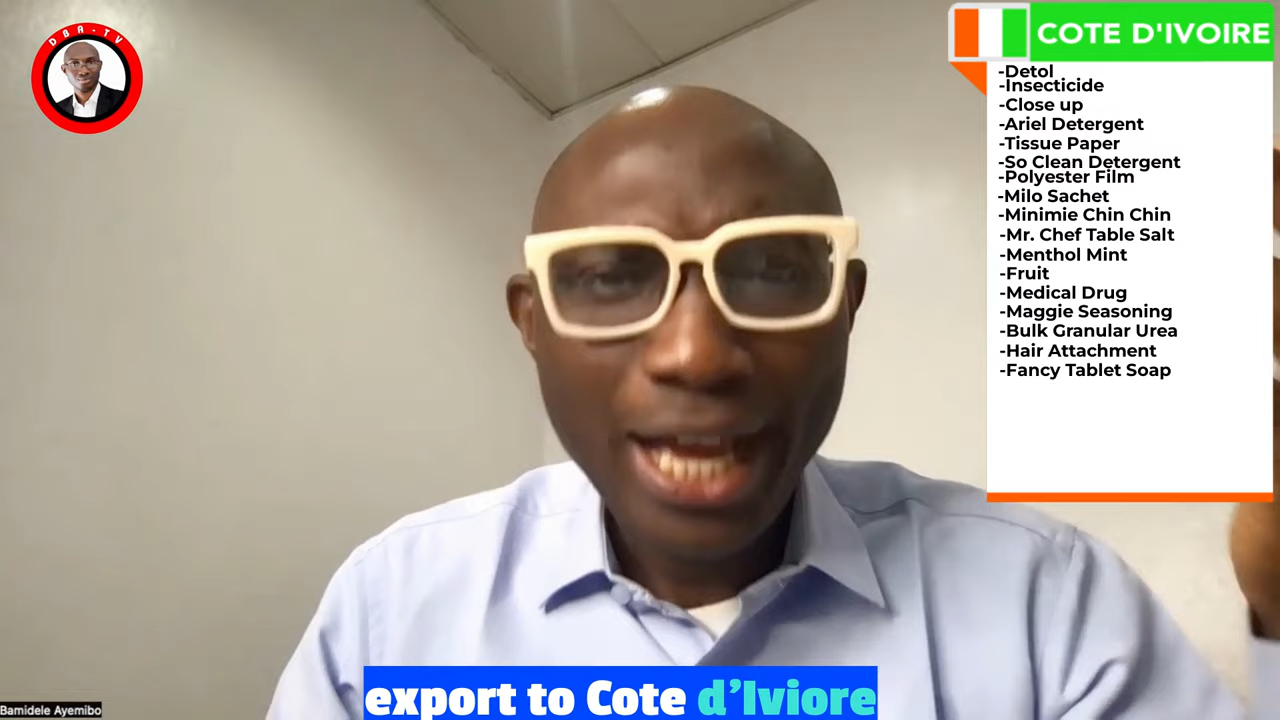 DBA-TV
COTE D'IVOIRE
-Detol
-Insecticide
-Close up
-Ariel Detergent
-Tissue Paper
-So Clean Detergent
-Polyester Film
-Milo Sachet
-Minimie Chin Chin
-Mr. Chef Table Salt
-Menthol Mint
-Fruit
-Medical Drug
-Maggie Seasoning
-Bulk Granular Urea
-Hair Attachment
-Fancy Tablet Soap
export to Cote d’Iviore
Bamidele Ayemibo